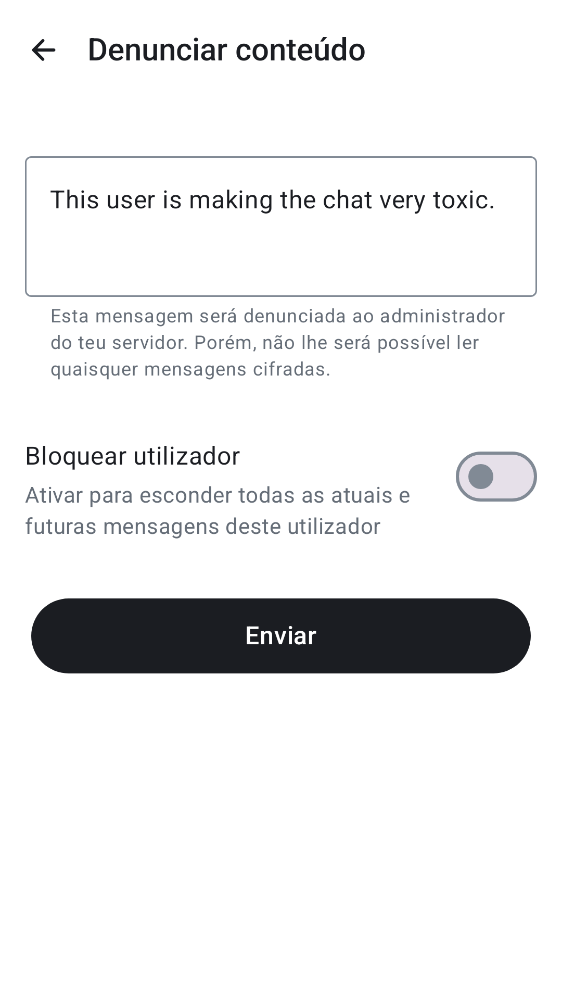 Denunciar conteúdo
This user is making the chat very toxic.
Esta mensagem será denunciada ao administrador
do teu servidor. Porém, não lhe será possível ler
quaisquer mensagens cifradas.
Bloquear utilizador
Ativar para esconder todas as atuais e
futuras mensagens deste utilizador
Enviar